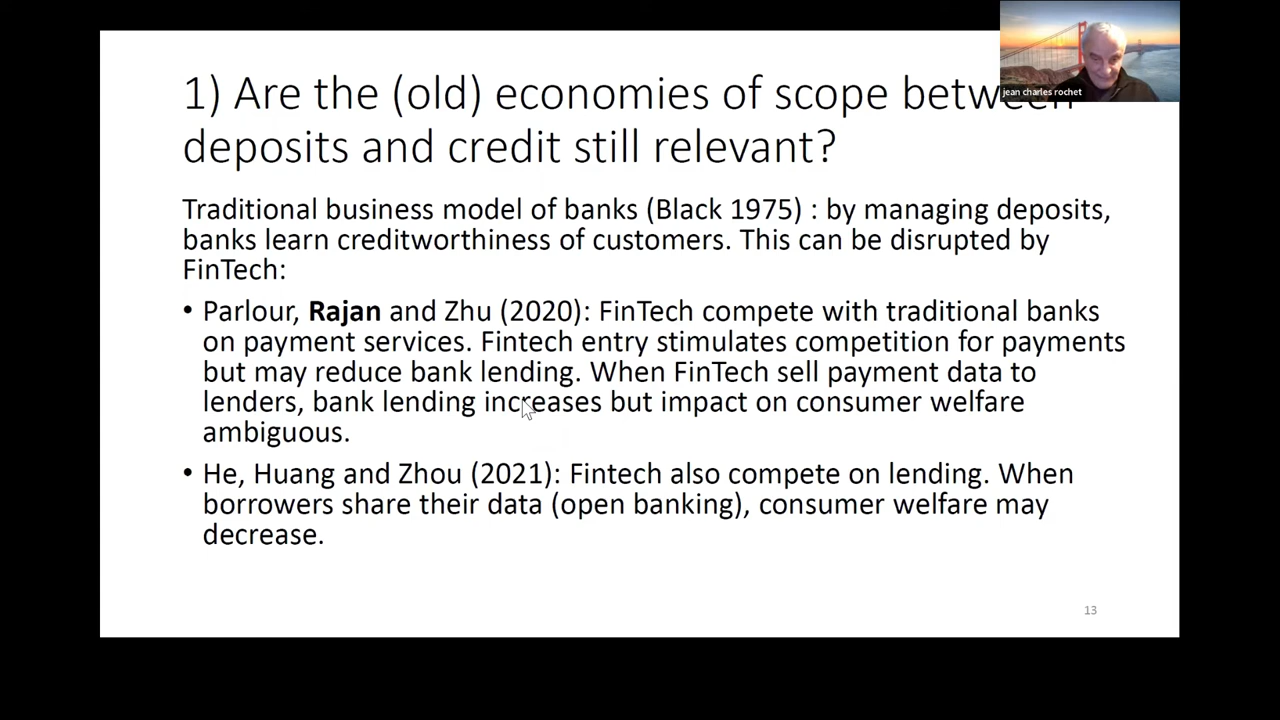 1) Are the (old) economies of scope between
deposits and credit still relevant?
jean charles rochet
Traditional business model of banks (Black 1975) : by managing deposits,
banks learn creditworthiness of customers. This can be disrupted by
FinTech:
• Parlour, Rajan and Zhu (2020): FinTech compete with traditional banks
on payment services. Fintech entry stimulates competition for payments
but may reduce bank lending. When FinTech sell payment data to
lenders, bank lending increases but impact on consumer welfare
ambiguous.
• He, Huang and Zhou (2021): Fintech also compete on lending. When
borrowers share their data (open banking), consumer welfare may
decrease.
13